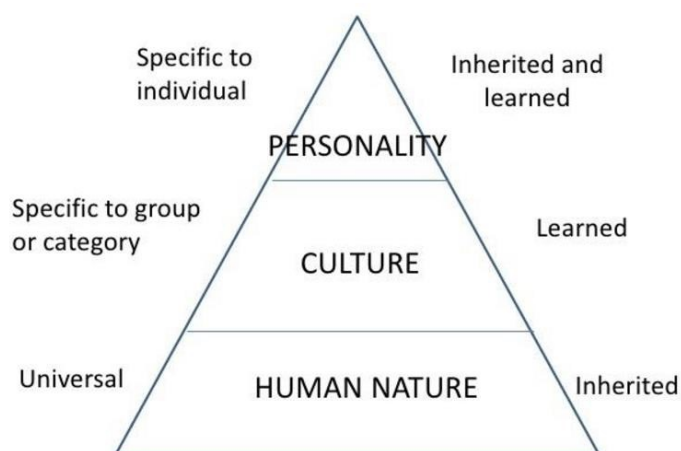 Specific to
individual
Inherited and
learned
PERSONALITY
Specific to group
or category
Learned
CULTURE
Universal
HUMAN NATURE
Inherited